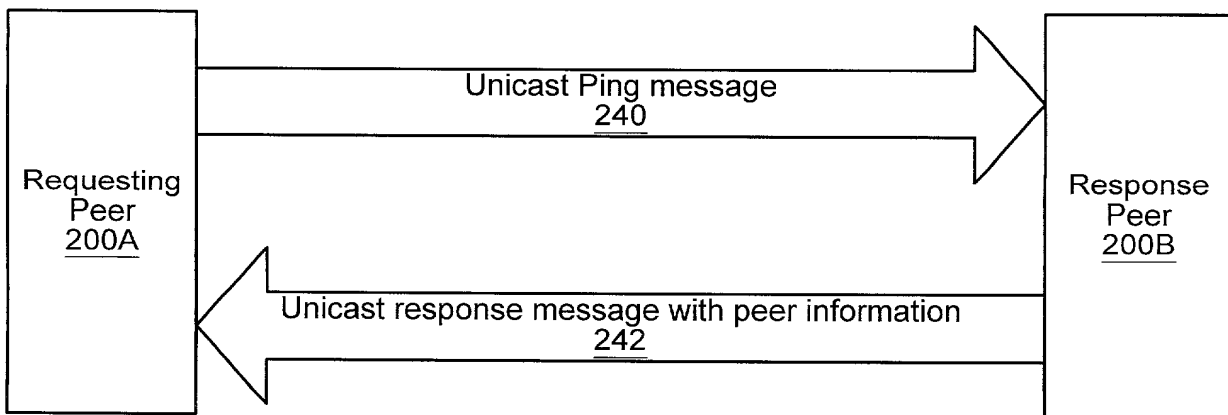 Requesting
Peer
200A
Unicast Ping message
240
Unicast response message with peer information
242
Response
Peer
200B